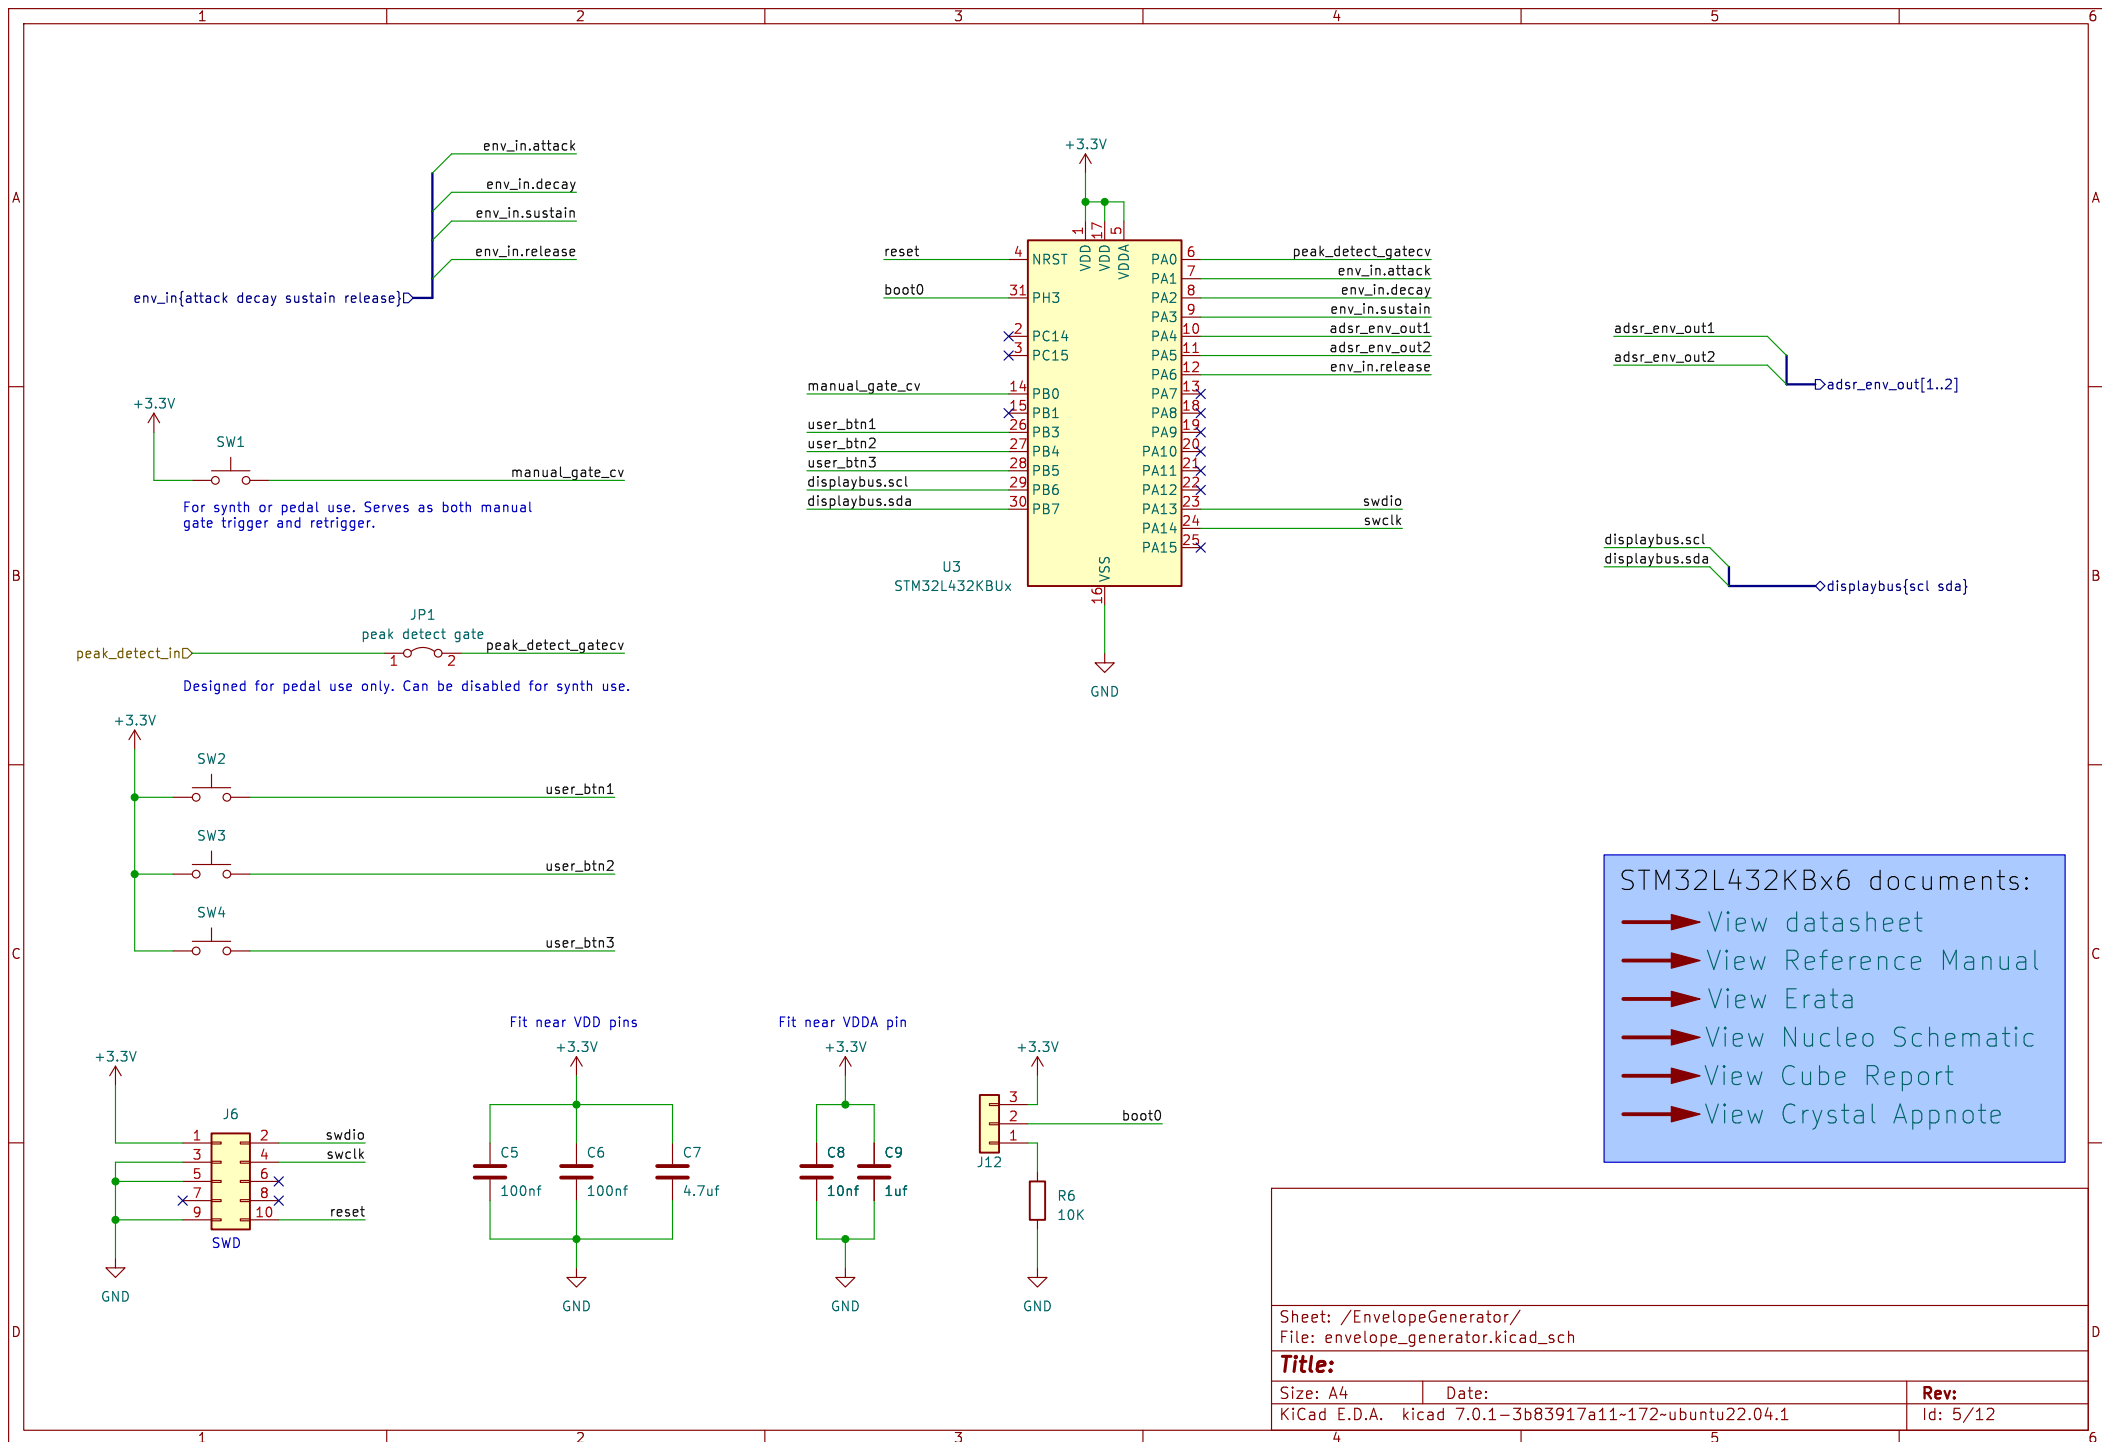 1 2 3 4 5 6
A
B
C
D
A
B
C
D
1 2 3 4 5 6
env_in.attack
env_in.decay
env_in.sustain
env_in.release
env_in{attack decay sustain release}
+3.3V
SW1
manual_gate_cv
For synth or pedal use. Serves as both manual
gate trigger and retrigger.
JP1
peak detect gate
peak_detect_in
1 2
peak_detect_gatecv
Designed for pedal use only. Can be disabled for synth use.
+3.3V
SW2
user_btn1
SW3
user_btn2
SW4
user_btn3
+3.3V
J6
1 2 swdio
3 4 swclk
5 6
7 8
9 10 reset
SWD
GND
Fit near VDD pins
+3.3V
C5 C6 C7
100nf 100nf 4.7uf
GND
Fit near VDDA pin
+3.3V
C8 C9
10nf 1uf
GND
+3.3V
3
2 boot0
1
J12
R6
10K
GND
+3.3V
1 17 5
VDD VDD VDDA
reset 4 NRST
boot0 31 PH3
2 PC14
3 PC15
manual_gate_cv 14 PB0
15 PB1
user_btn1 26 PB3
user_btn2 27 PB4
user_btn3 28 PB5
displaybus.scl 29 PB6
displaybus.sda 30 PB7
PA0 6 peak_detect_gatecv
PA1 7 env_in.attack
PA2 8 env_in.decay
PA3 9 env_in.sustain
PA4 10 adsr_env_out1
PA5 11 adsr_env_out2
PA6 12 env_in.release
PA7 13
PA8 18
PA9 19
PA10 20
PA11 21
PA12 22
PA13 23 swdio
PA14 24 swclk
PA15 25
U3
STM32L432KBUx
VSS
16
GND
adsr_env_out1
adsr_env_out2
adsr_env_out[1..2]
displaybus.scl
displaybus.sda
displaybus{scl sda}
STM32L432KBx6 documents:
View datasheet
View Reference Manual
View Erata
View Nucleo Schematic
View Cube Report
View Crystal Appnote
Sheet: /EnvelopeGenerator/
File: envelope_generator.kicad_sch
Title:
Size: A4 Date: Rev:
KiCad E.D.A. kicad 7.0.1-3b83917a11~172~ubuntu22.04.1 Id: 5/12